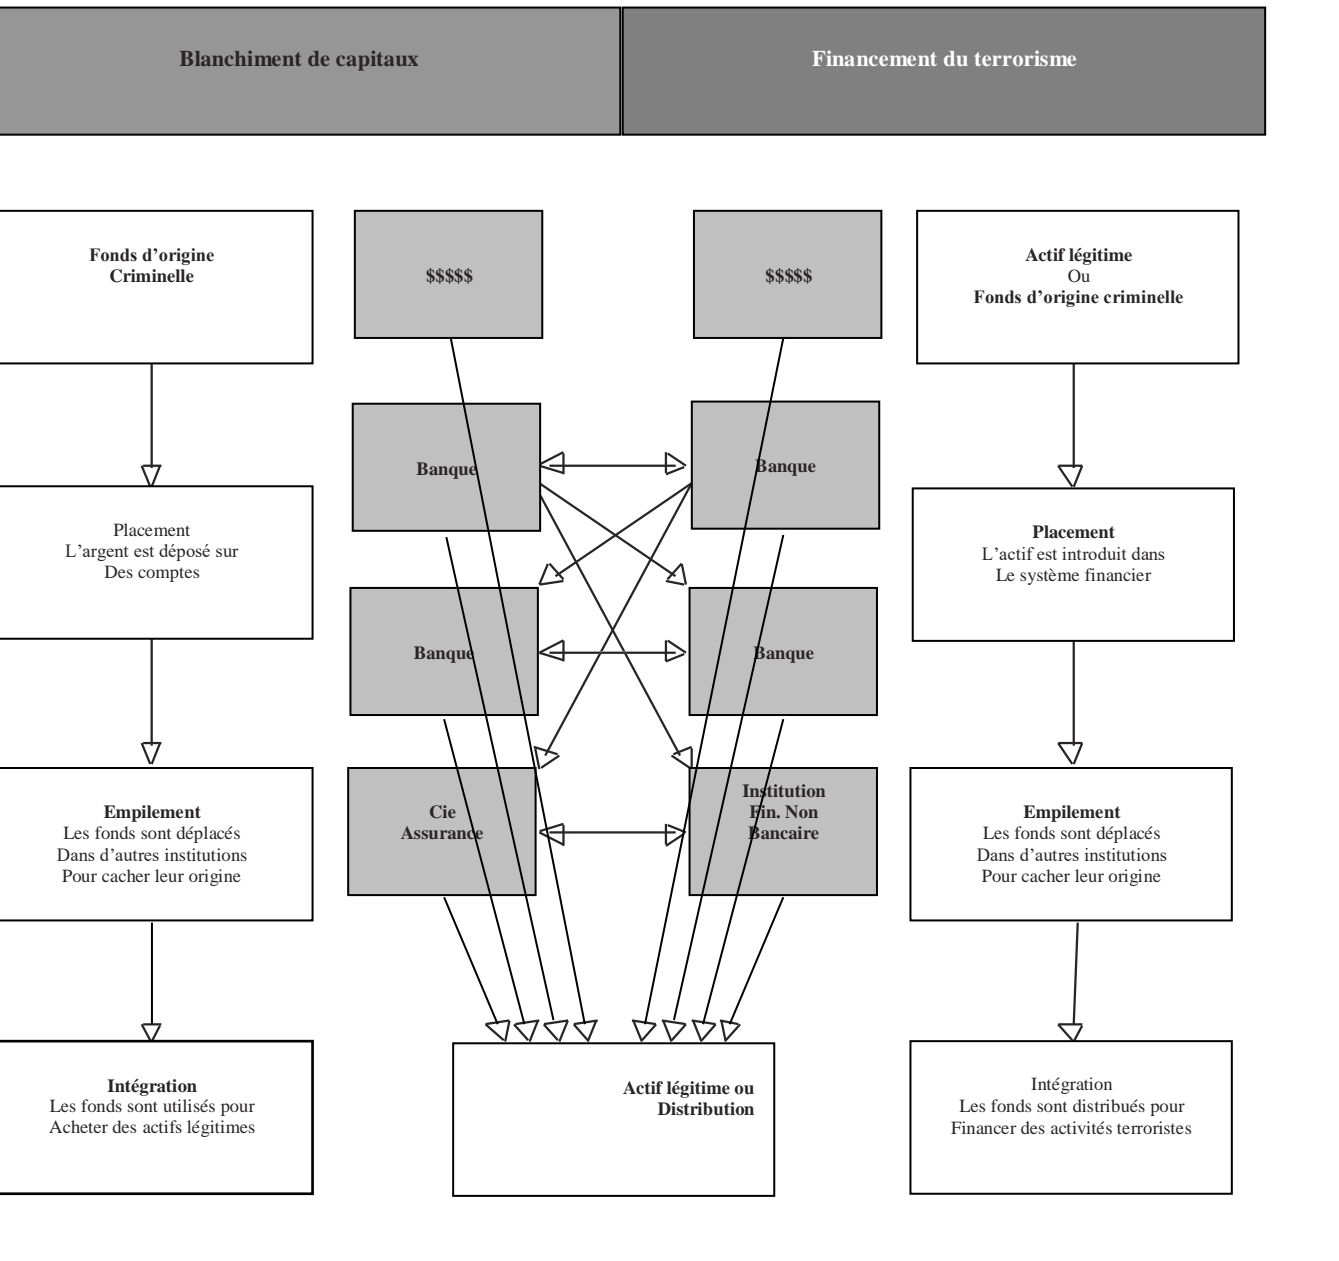 Blanchiment de capitaux
Financement du terrorisme
Fonds d’origine
Criminelle
$$$$$
$$$$$
Actif légitime
Ou
Fonds d’origine criminelle
Banque
Banque
Placement
L’argent est déposé sur
Des comptes
Placement
L’actif est introduit dans
Le système financier
Banque
Banque
Empilement
Les fonds sont déplacés
Dans d’autres institutions
Pour cacher leur origine
Cie
Assurance
Institution
Fin. Non
Bancaire
Empilement
Les fonds sont déplacés
Dans d’autres institutions
Pour cacher leur origine
Intégration
Les fonds sont utilisés pour
Acheter des actifs légitimes
Actif légitime ou
Distribution
Intégration
Les fonds sont distribués pour
Financer des activités terroristes